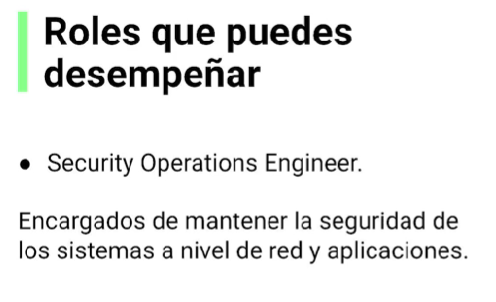 Roles que puedes
desempeñar
• Security Operations Engineer.
Encargados de mantener la seguridad de
los sistemas a nivel de red y aplicaciones.